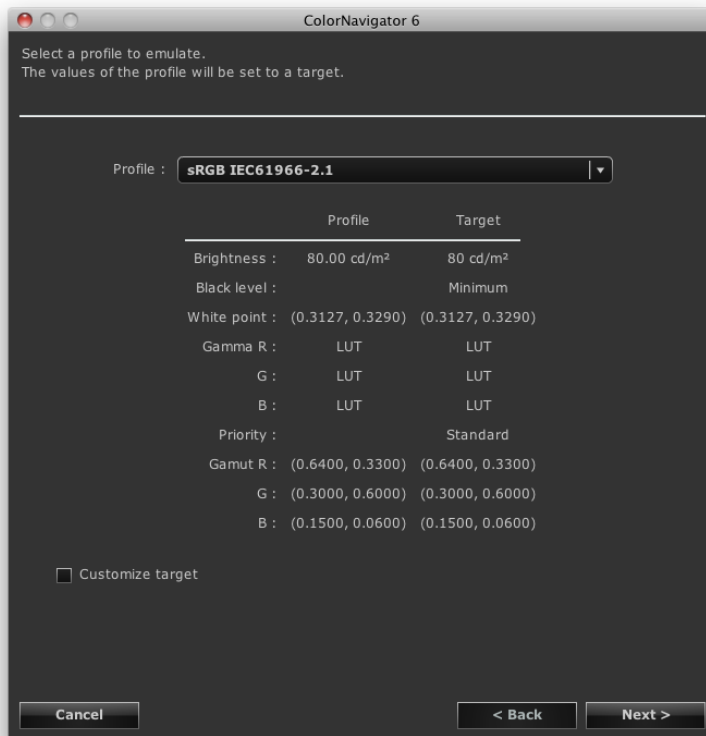 ColorNavigator 6
Select a profile to emulate.
The values of the profile will be set to a target.
Profile : sRGB IEC61966-2.1
Profile Target
Brightness : 80.00 cd/m² 80 cd/m²
Black level : Minimum
White point : (0.3127, 0.3290) (0.3127, 0.3290)
Gamma R : LUT LUT
G : LUT LUT
B : LUT LUT
Priority : Standard
Gamut R : (0.6400, 0.3300) (0.6400, 0.3300)
G : (0.3000, 0.6000) (0.3000, 0.6000)
B : (0.1500, 0.0600) (0.1500, 0.0600)
Customize target
Cancel < Back Next >